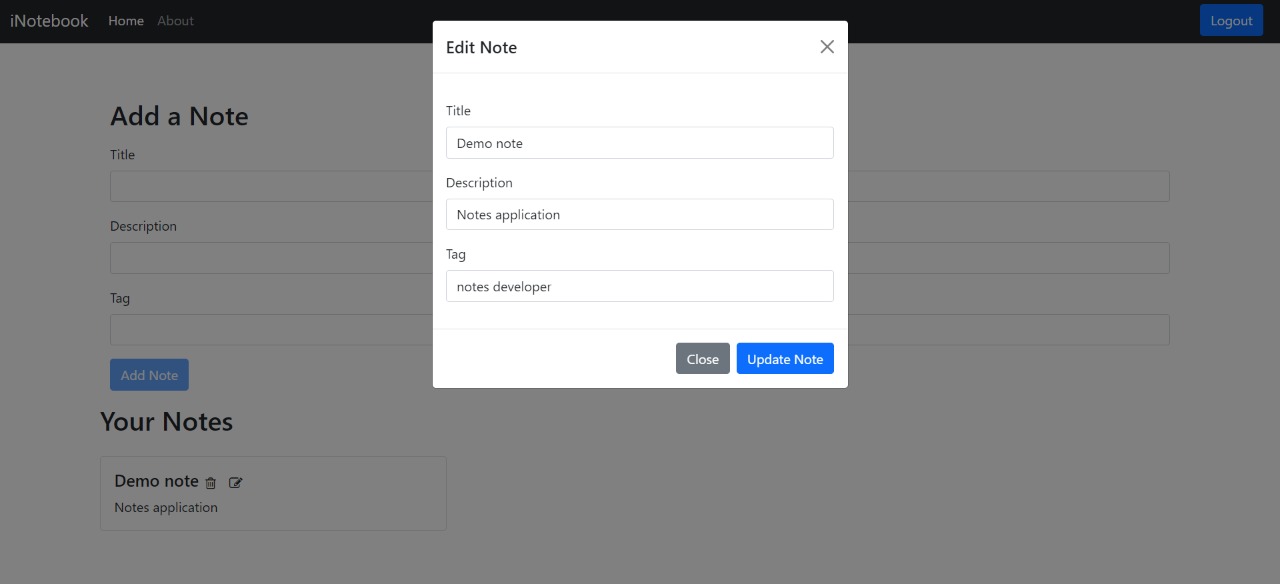 iNotebook Home About Logout
Edit Note
Title
Demo note
Description
Notes application
Tag
notes developer
Close Update Note
Add a Note
Title
Description
Tag
Add Note
Your Notes
Demo note
Notes application